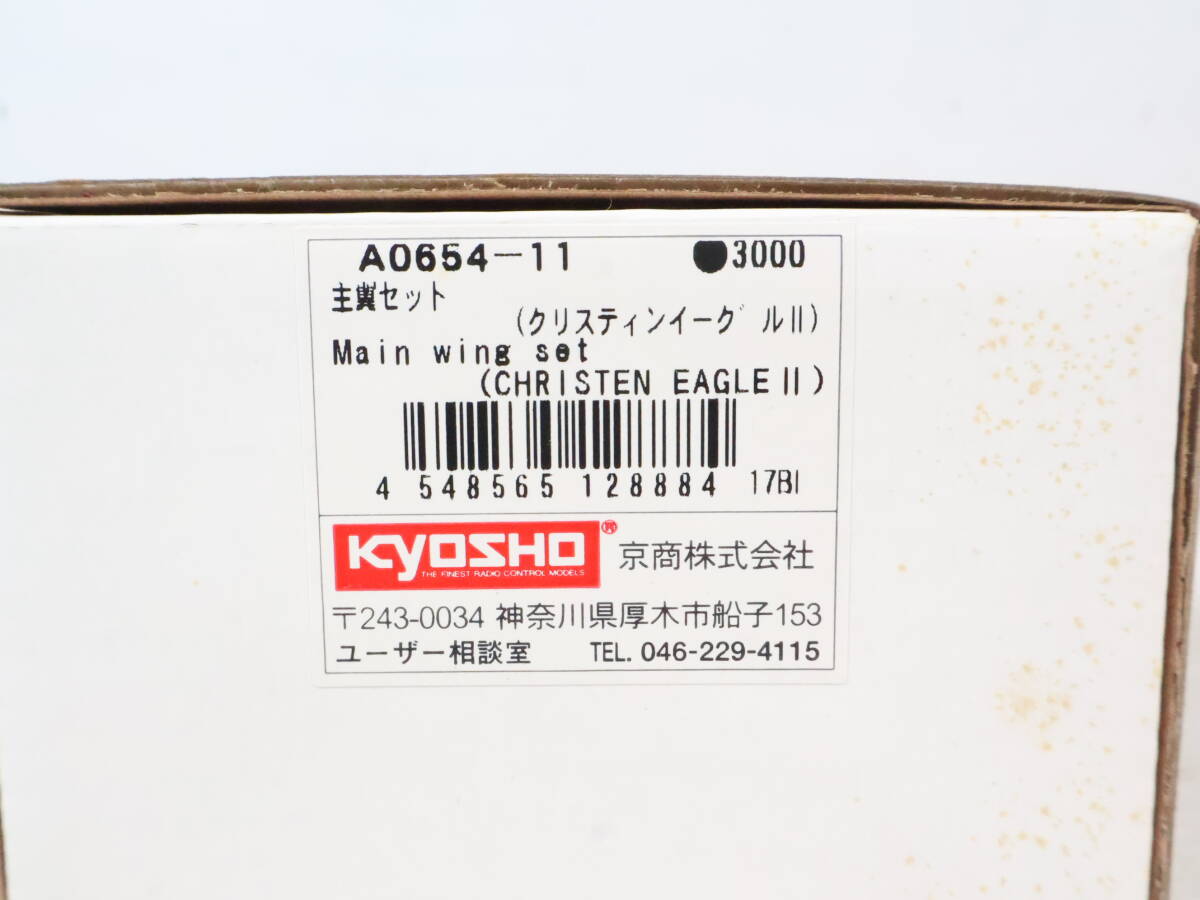 A0654-11 ●3000
主翼セット
(クリスティンイーグルⅡ)
Main wing set
(CHRISTEN EAGLEⅡ)
4 548565 128884 17BI
KYOSHO® 京商株式会社
THE FINEST RADIO CONTROL MODELS
〒243-0034 神奈川県厚木市船子153
ユーザー相談室 TEL. 046-229-4115